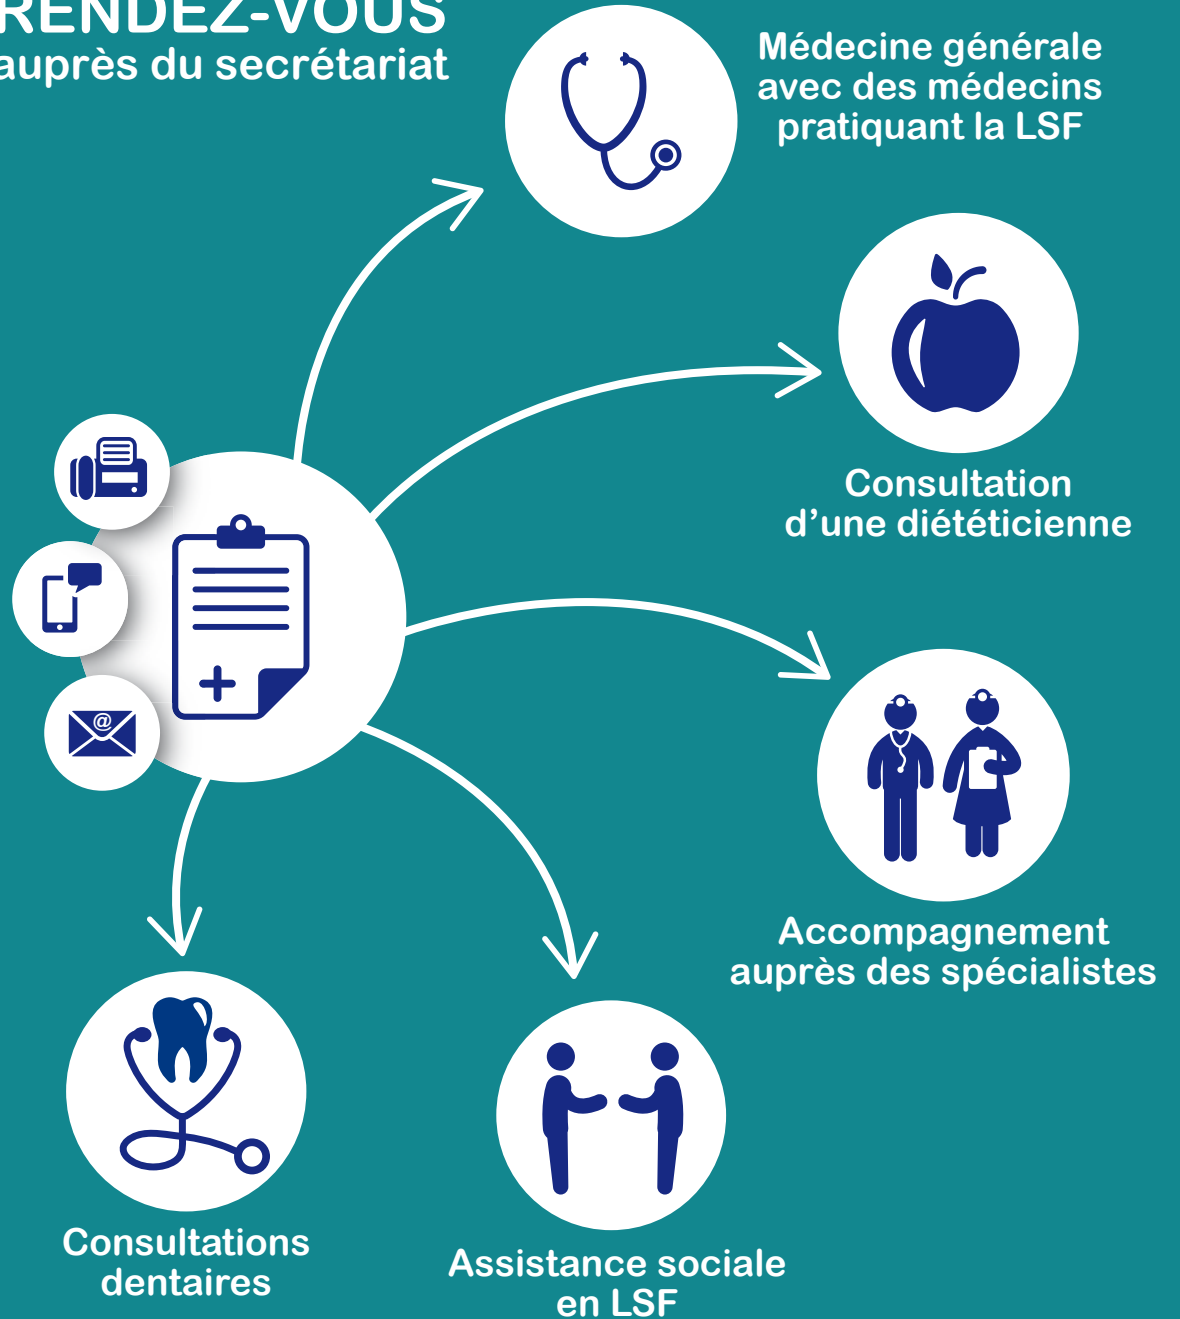 RENDEZ-VOUS
auprès du secrétariat
Médecine générale
avec des médecins
pratiquant la LSF
Consultation
d’une diététicienne
@
Accompagnement
auprès des spécialistes
Consultations
dentaires
Assistance sociale
en LSF